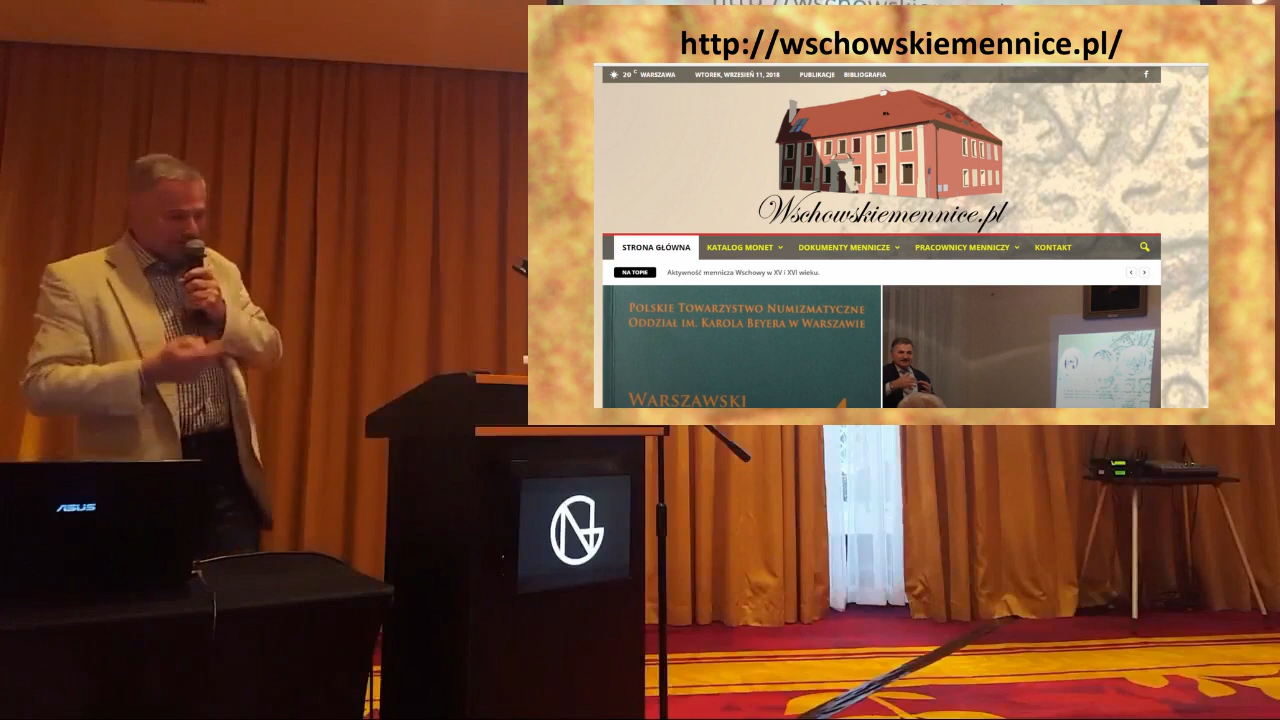 http://wschowskiemennice.pl/
20 C WARSZAWA WTOREK, WRZESIEŃ 11, 2018 PUBLIKACJE BIBLIOGRAFIA f
Wschowskiemennice.pl
STRONA GŁÓWNA KATALOG MONET DOKUMENTY MENNICZE PRACOWNICY MENNICZY KONTAKT
NA TOPIE Aktywność mennicza Wschowy w XV i XVI wieku.
POLSKIE TOWARZYSTWO NUMIZMATYCZNE
ODDZIAŁ IM. KAROLA BEYERA W WARSZAWIE
WARSZAWSKI
ASUS